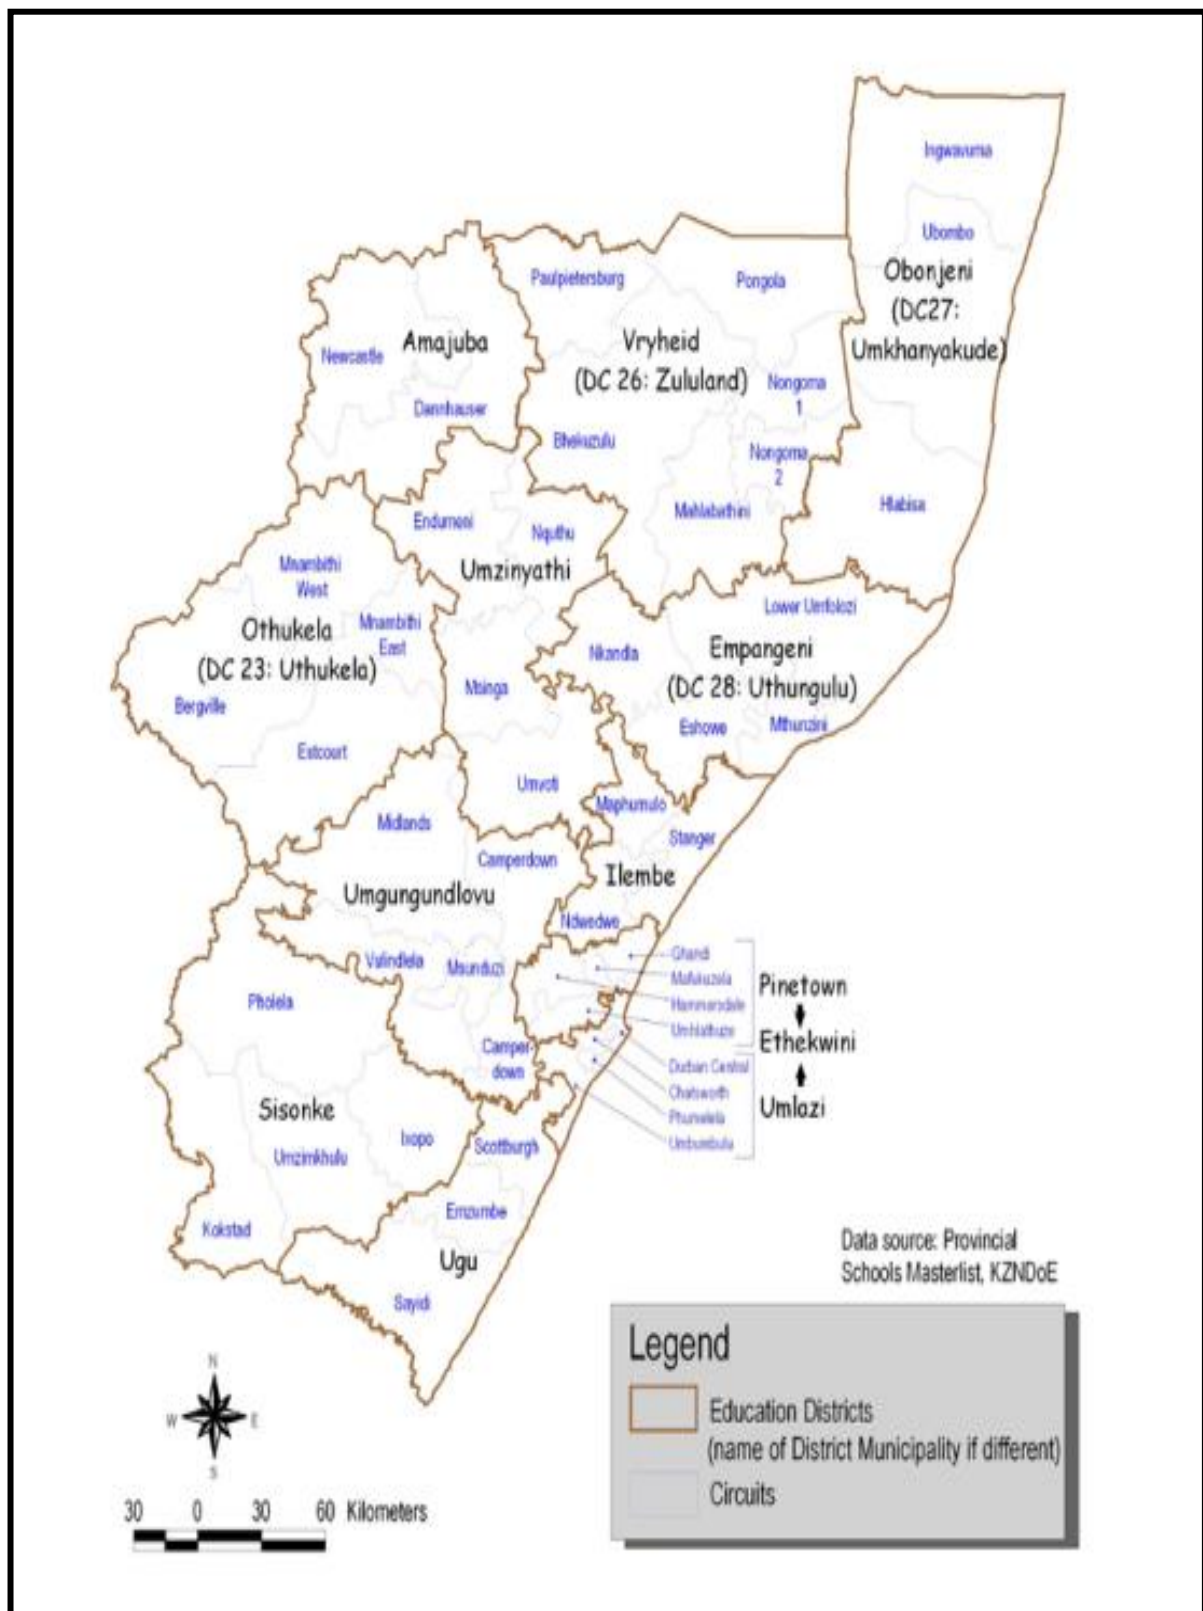 Ingwavuma
Ubombo
Obonjeni
(DC27:
Umkhanyakude)
Paulpietersburg
Pongola
Amajuba
Vryheid
(DC 26: Zululand)
Newcastle
Nongoma
1
Dannhauser
Bhekuzulu
Nongoma
2
Hlabisa
Mahlabathini
Endumeni
Nquthu
Umzinyathi
Mnambithi
West
Lower Umfolozi
Othukela
(DC 23: Uthukela)
Mnambithi
East
Nkandla
Empangeni
(DC 28: Uthungulu)
Msinga
Bergville
Eshowe
Mthunzini
Estcourt
Umvoti
Maphumulo
Midlands
Stanger
Camperdown
Ilembe
Umgungundlovu
Ndwedwe
Vulindlela
Msunduzi
Ghandi
Mafukuzela
Hammarsdale
Umhlathuze
Pinetown
Ethekwini
Pholela
Camper-
down
Durban Central
Chatsworth
Phumelela
Umbumbulu
Umlazi
Sisonke
Ixopo
Umzimkhulu
Scottburgh
Kokstad
Emzumbe
Ugu
Sayidi
Data source: Provincial
Schools Masterlist, KZNDoE
Legend
Education Districts
(name of District Municipality if different)
Circuits
N
W E
S
30 0 30 60 Kilometers